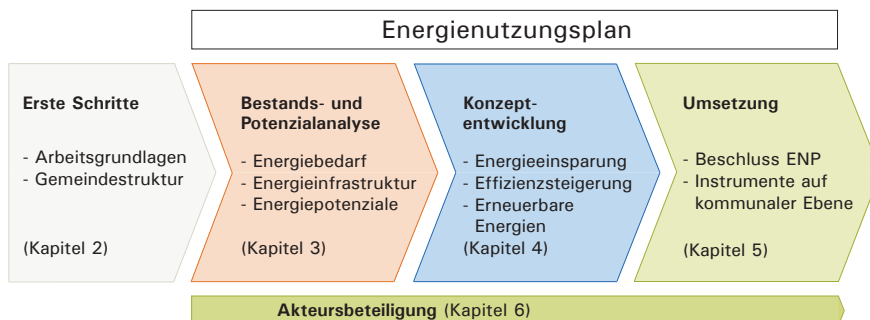 Energienutzungsplan
Erste Schritte
- Arbeitsgrundlagen
- Gemeindestruktur
(Kapitel 2)
Bestands- und
Potenzialanalyse
- Energiebedarf
- Energieinfrastruktur
- Energiepotenziale
(Kapitel 3)
Konzept-
entwicklung
- Energieeinsparung
- Effizienzsteigerung
- Erneuerbare
Energien
(Kapitel 4)
Umsetzung
- Beschluss ENP
- Instrumente auf
kommunaler Ebene
(Kapitel 5)
Akteursbeteiligung (Kapitel 6)